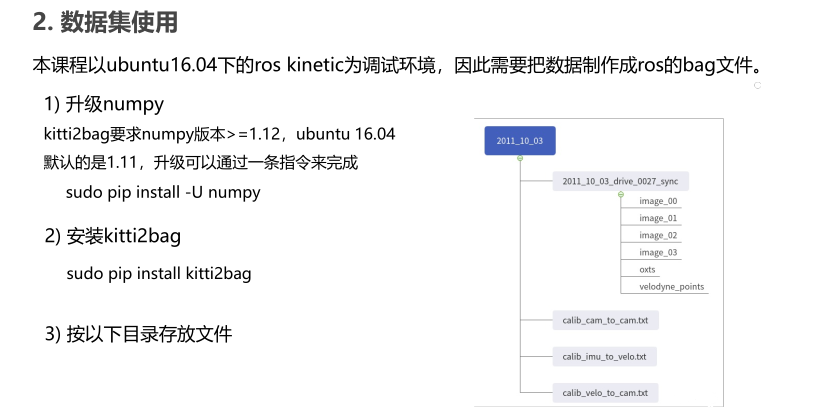 2. 数据集使用
本课程以ubuntu16.04下的ros kinetic为调试环境，因此需要把数据制作成ros的bag文件。
1) 升级numpy
kitti2bag要求numpy版本>=1.12，ubuntu 16.04
默认的是1.11，升级可以通过一条指令来完成
sudo pip install -U numpy
2) 安装kitti2bag
sudo pip install kitti2bag
3) 按以下目录存放文件
2011_10_03
2011_10_03_drive_0027_sync
image_00
image_01
image_02
image_03
oxts
velodyne_points
calib_cam_to_cam.txt
calib_imu_to_velo.txt
calib_velo_to_cam.txt